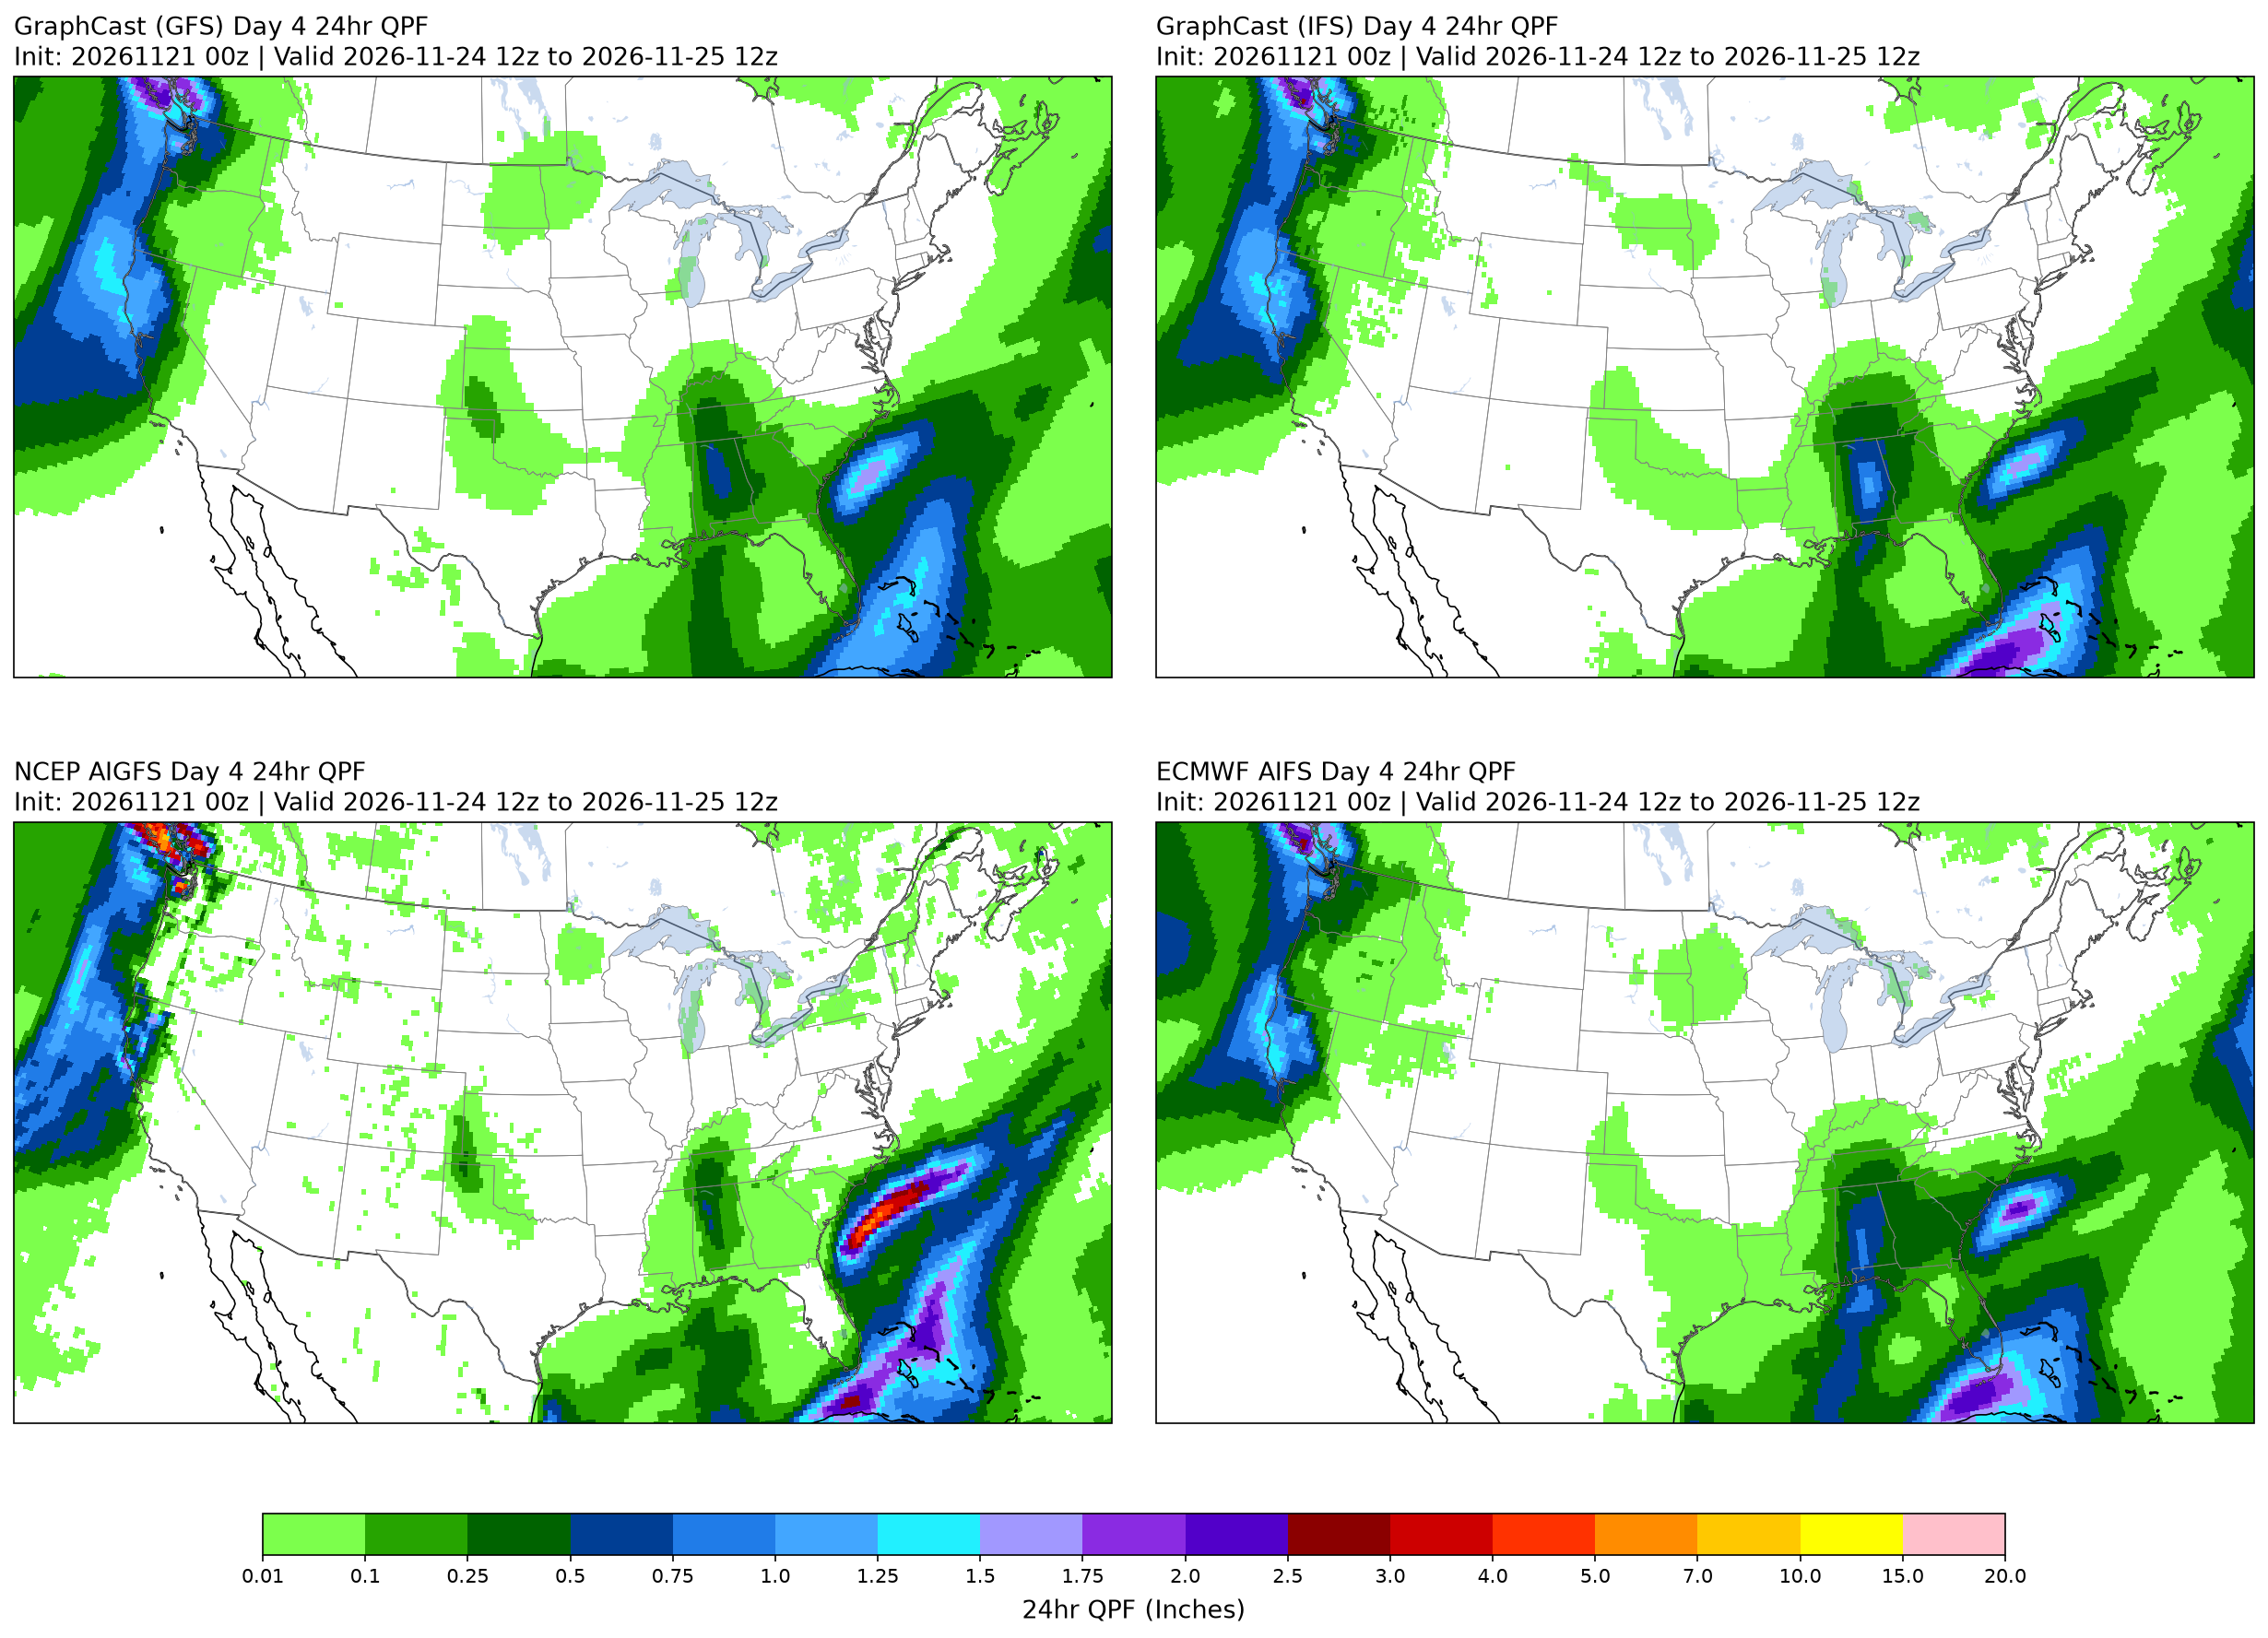 GraphCast (GFS) Day 4 24hr QPF
Init: 20261121 00z | Valid 2026-11-24 12z to 2026-11-25 12z
GraphCast (IFS) Day 4 24hr QPF
Init: 20261121 00z | Valid 2026-11-24 12z to 2026-11-25 12z
NCEP AIGFS Day 4 24hr QPF
Init: 20261121 00z | Valid 2026-11-24 12z to 2026-11-25 12z
ECMWF AIFS Day 4 24hr QPF
Init: 20261121 00z | Valid 2026-11-24 12z to 2026-11-25 12z
0.01 0.1 0.25 0.5 0.75 1.0 1.25 1.5 1.75 2.0 2.5 3.0 4.0 5.0 7.0 10.0 15.0 20.0
24hr QPF (Inches)